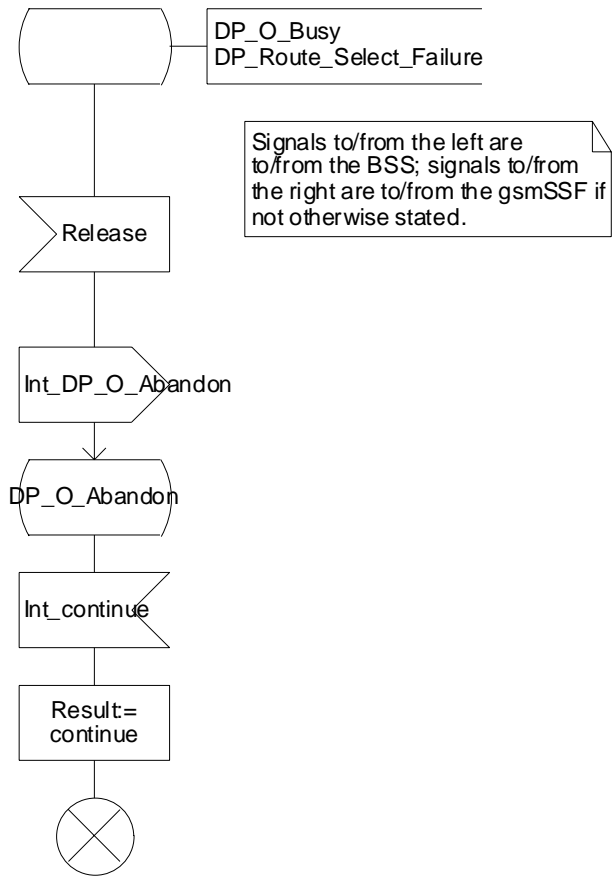 DP_O_Busy
DP_Route_Select_Failure
Signals to/from the left are
to/from the BSS; signals to/from
the right are to/from the gsmSSF if
not otherwise stated.
Release
Int_DP_O_Abandon
DP_O_Abandon
Int_continue
Result:=
continue